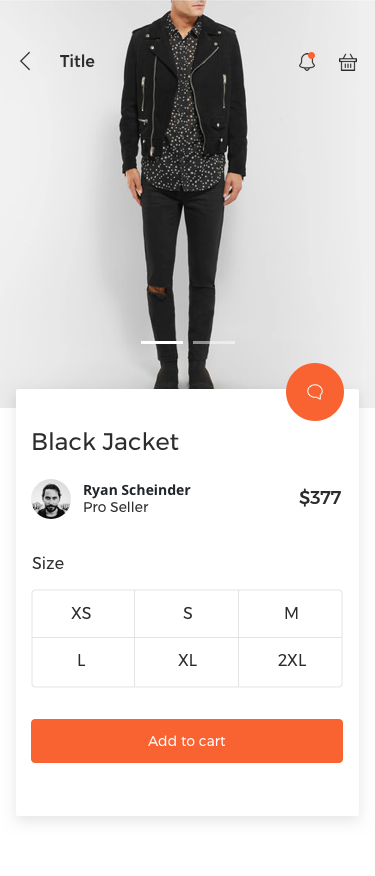 Title
Black Jacket
Ryan Scheinder
Pro Seller
$377
Size
XS S M
L XL 2XL
Add to cart